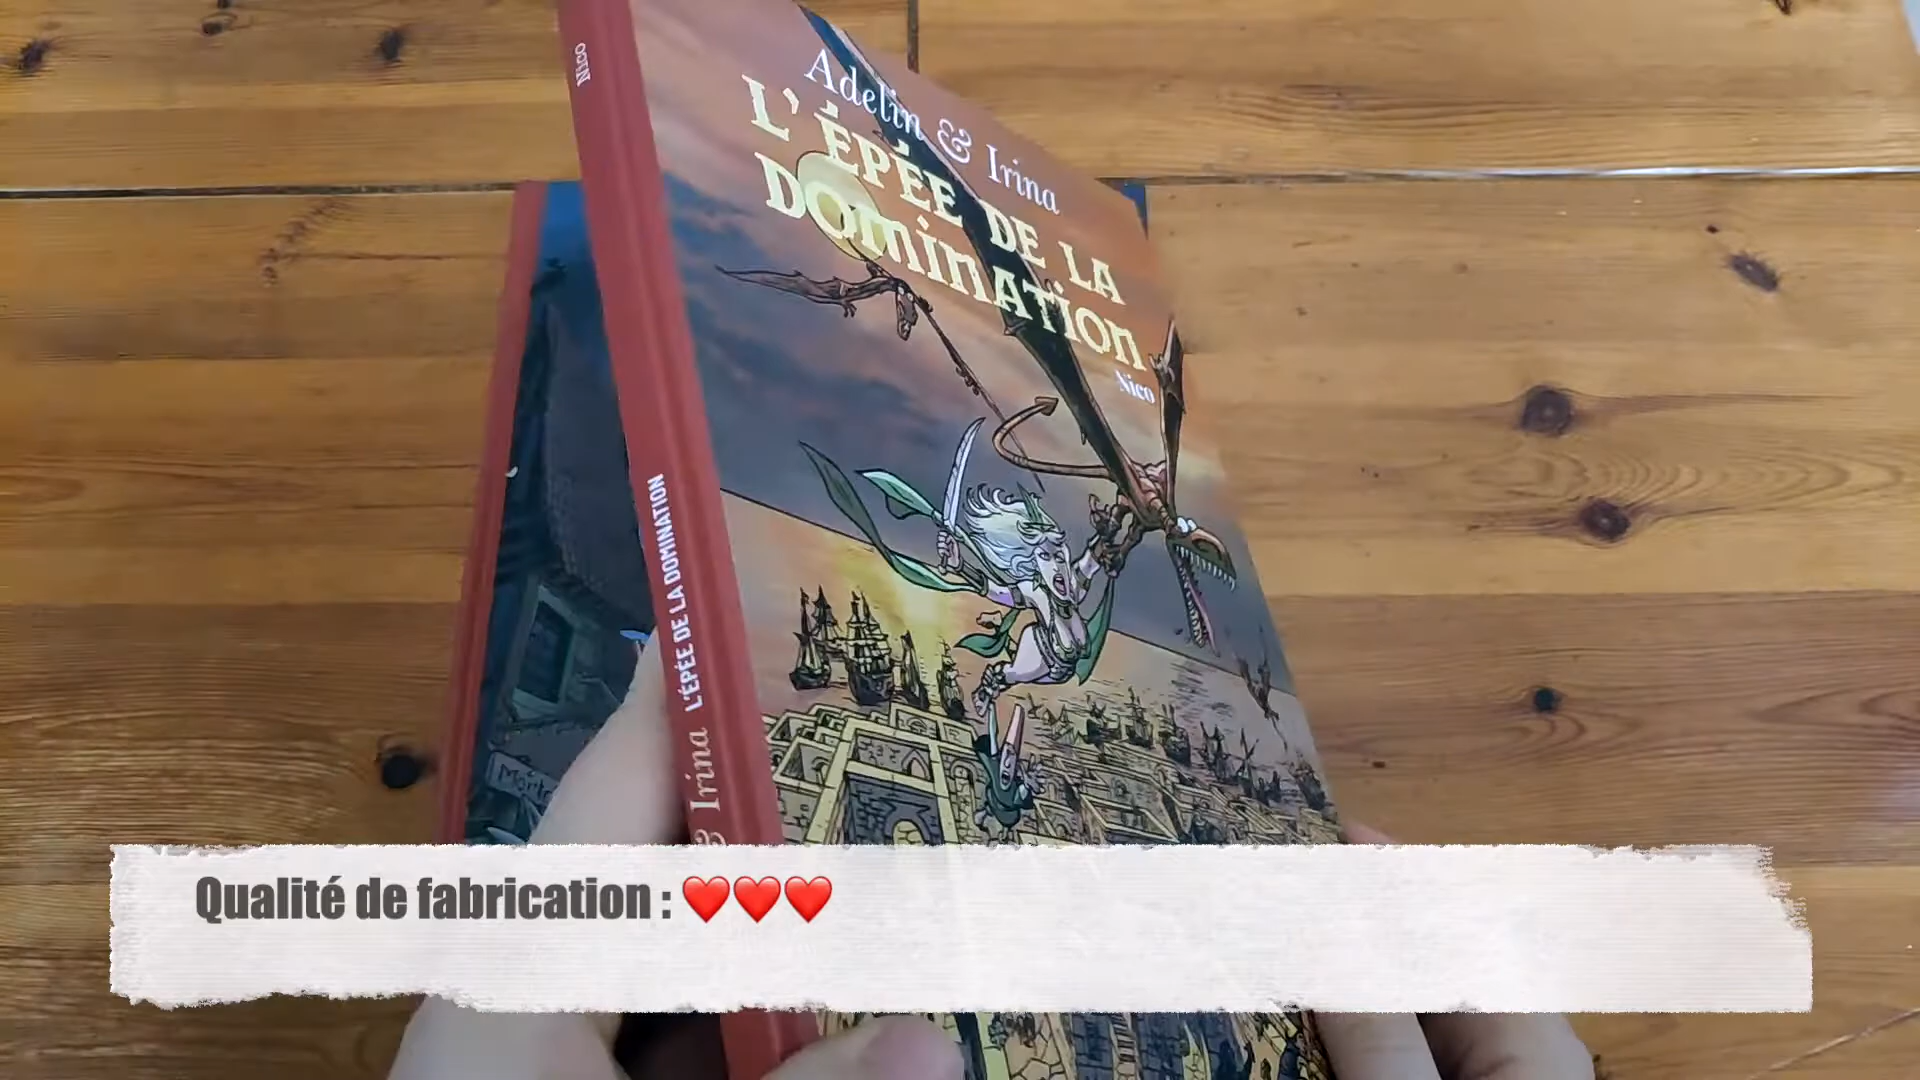 Adelin & Irina
L'ÉPÉE DE LA
DOMINATION
Nico
Nico
& Irina L'ÉPÉE DE LA DOMINATION
Qualité de fabrication : ❤️❤️❤️